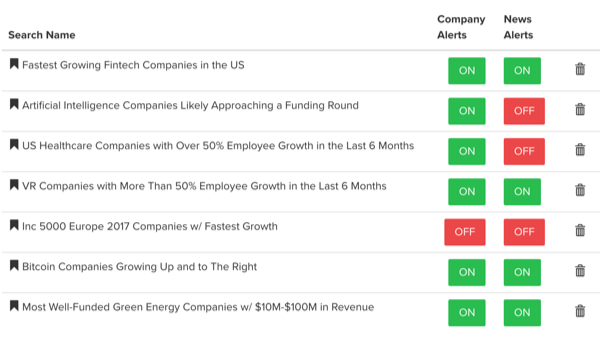 Company News
Search Name Alerts Alerts
Fastest Growing Fintech Companies in the US ON ON
Artificial Intelligence Companies Likely Approaching a Funding Round ON OFF
US Healthcare Companies with Over 50% Employee Growth in the Last 6 Months ON OFF
VR Companies with More Than 50% Employee Growth in the Last 6 Months ON ON
Inc 5000 Europe 2017 Companies w/ Fastest Growth OFF OFF
Bitcoin Companies Growing Up and to The Right ON ON
Most Well-Funded Green Energy Companies w/ $10M-$100M in Revenue ON ON